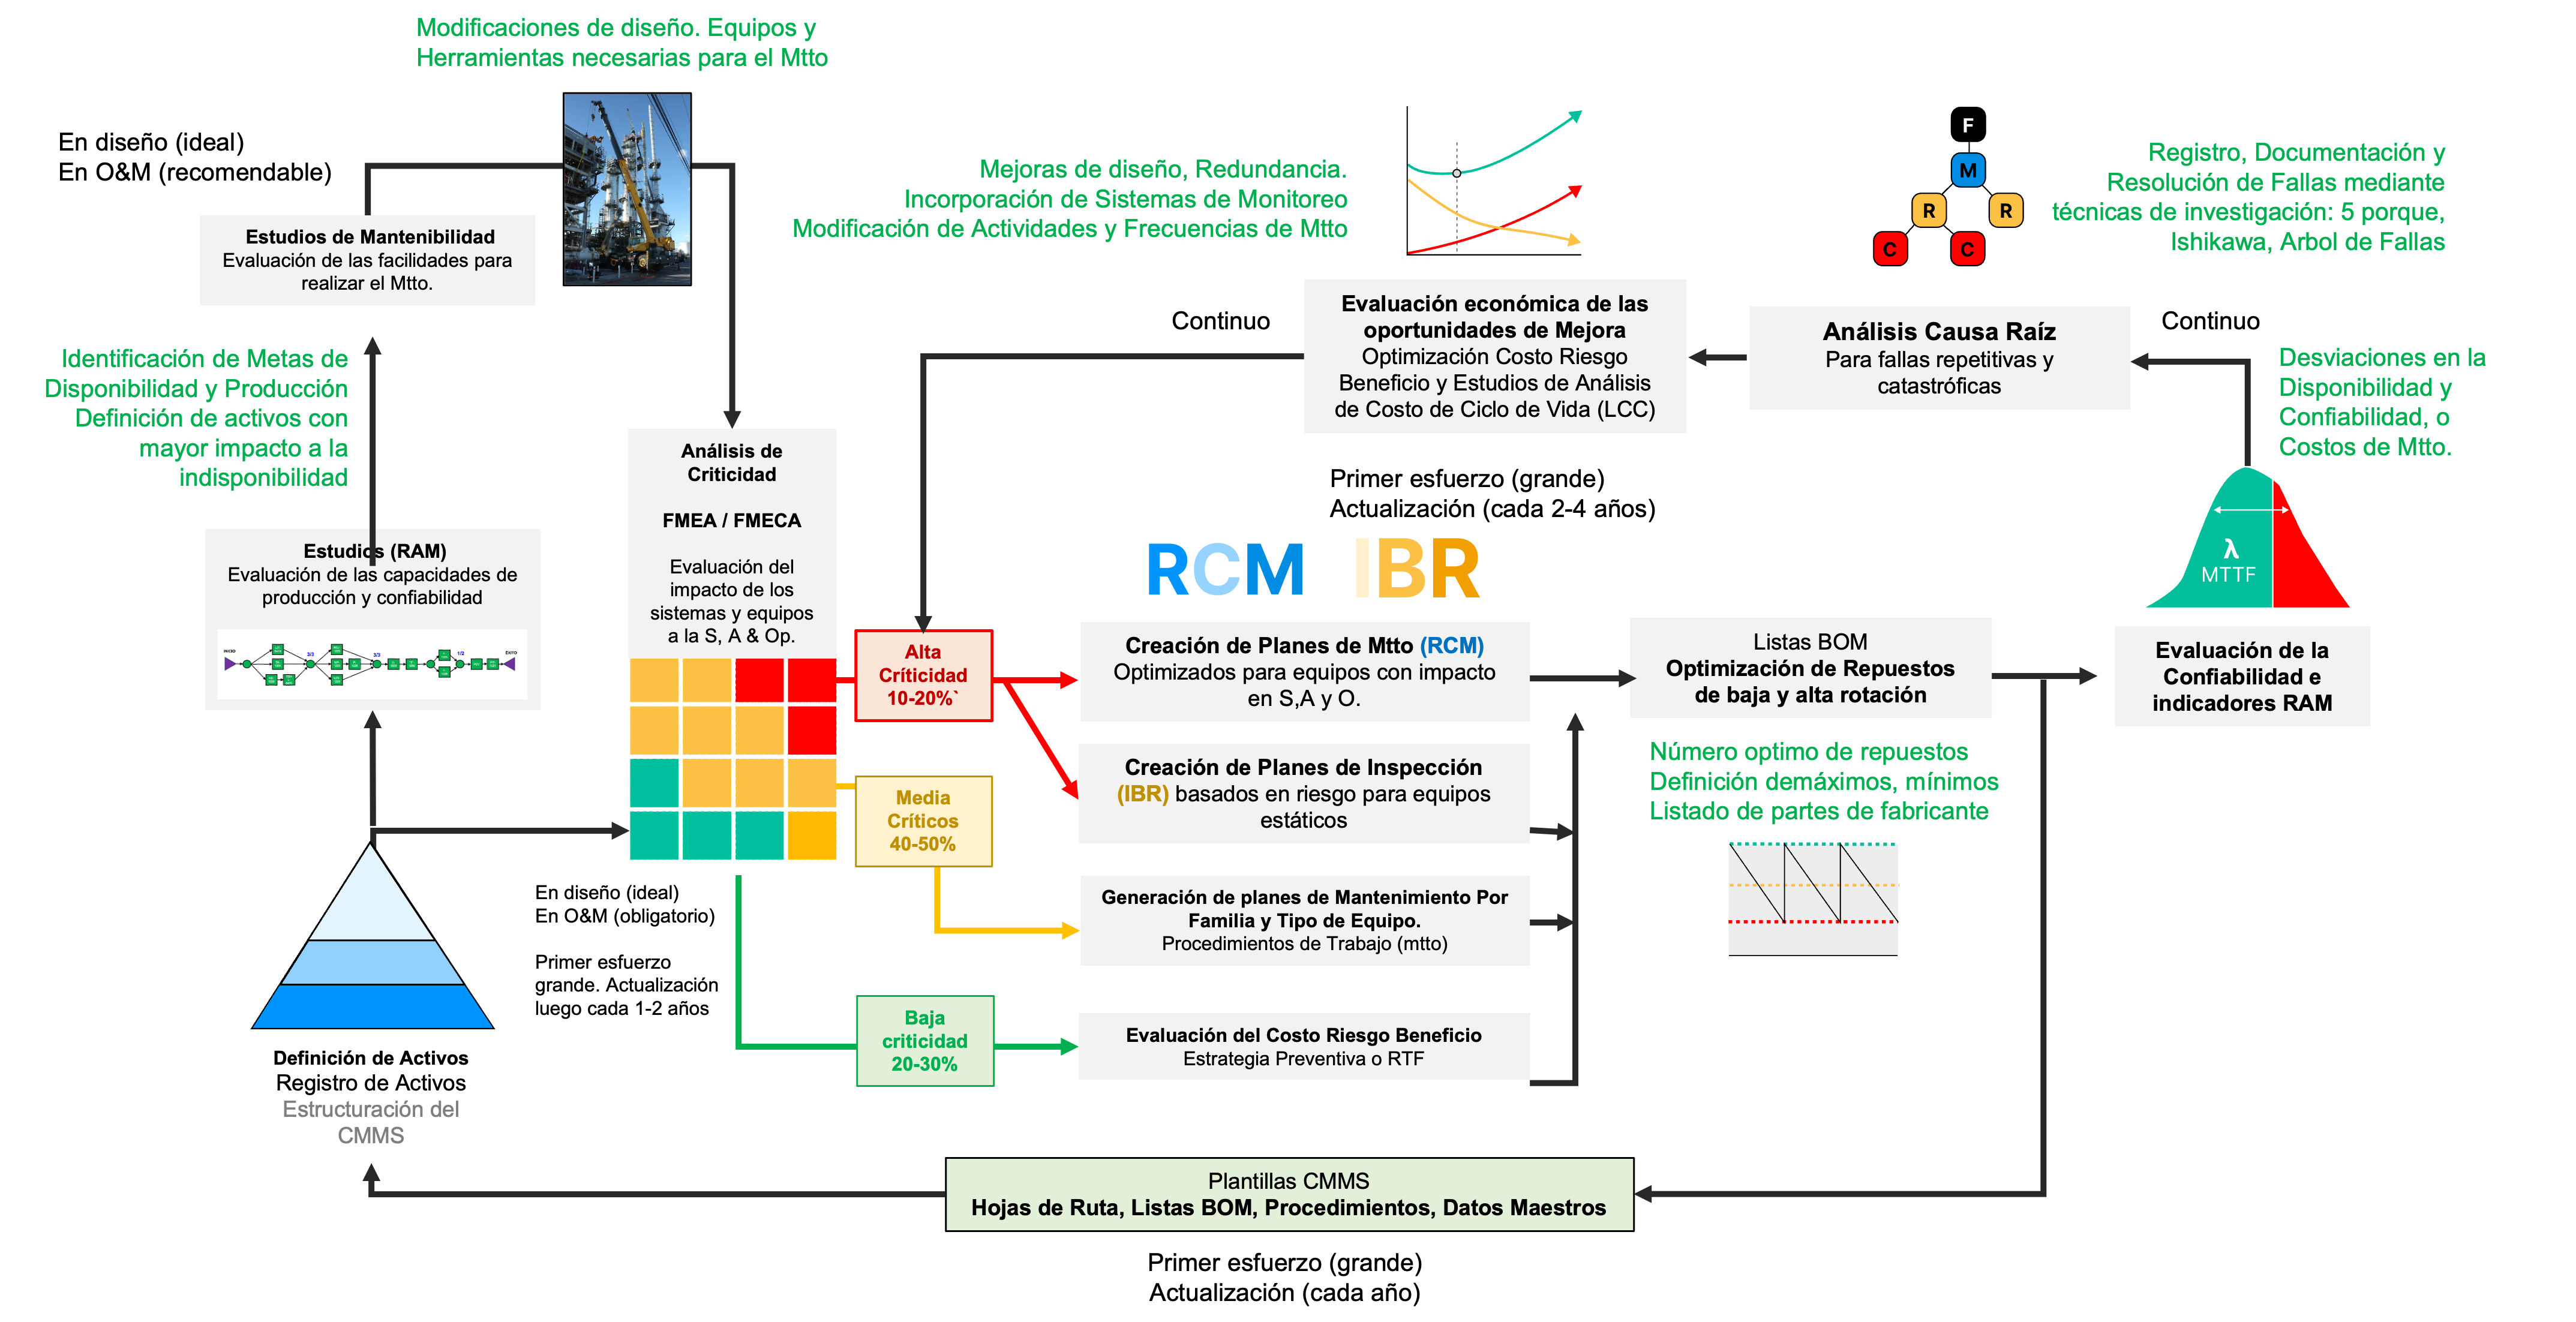 Modificaciones de diseño. Equipos y
Herramientas necesarias para el Mtto
En diseño (ideal)
En O&M (recomendable)
Estudios de Mantenibilidad
Evaluación de las facilidades para
realizar el Mtto.
Identificación de Metas de
Disponibilidad y Producción
Definición de activos con
mayor impacto a la
indisponibilidad
Estudios (RAM)
Evaluación de las capacidades de
producción y confiabilidad
Definición de Activos
Registro de Activos
Estructuración del
CMMS
Análisis de
Criticidad
FMEA / FMECA
Evaluación del
impacto de los
sistemas y equipos
a la S, A & Op.
En diseño (ideal)
En O&M (obligatorio)
Primer esfuerzo
grande. Actualización
luego cada 1-2 años
Alta
Críticidad
10-20%`
Media
Críticos
40-50%
Baja
criticidad
20-30%
Mejoras de diseño, Redundancia.
Incorporación de Sistemas de Monitoreo
Modificación de Actividades y Frecuencias de Mtto
Continuo
Evaluación económica de las
oportunidades de Mejora
Optimización Costo Riesgo
Beneficio y Estudios de Análisis
de Costo de Ciclo de Vida (LCC)
Primer esfuerzo (grande)
Actualización (cada 2-4 años)
RCM
IBR
Creación de Planes de Mtto (RCM)
Optimizados para equipos con impacto
en S,A y O.
Creación de Planes de Inspección
(IBR) basados en riesgo para equipos
estáticos
Generación de planes de Mantenimiento Por
Familia y Tipo de Equipo.
Procedimientos de Trabajo (mtto)
Evaluación del Costo Riesgo Beneficio
Estrategia Preventiva o RTF
F
M
R R
C C
Registro, Documentación y
Resolución de Fallas mediante
técnicas de investigación: 5 porque,
Ishikawa, Arbol de Fallas
Análisis Causa Raíz
Para fallas repetitivas y
catastróficas
Continuo
Desviaciones en la
Disponibilidad y
Confiabilidad, o
Costos de Mtto.
λ
MTTF
Listas BOM
Optimización de Repuestos
de baja y alta rotación
Evaluación de la
Confiabilidad e
indicadores RAM
Número optimo de repuestos
Definición demáximos, mínimos
Listado de partes de fabricante
Plantillas CMMS
Hojas de Ruta, Listas BOM, Procedimientos, Datos Maestros
Primer esfuerzo (grande)
Actualización (cada año)